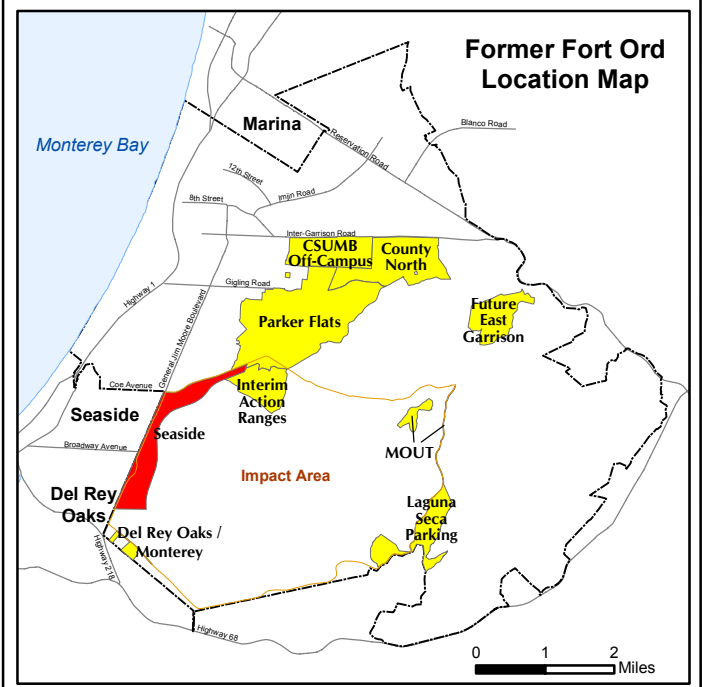 Former Fort Ord
Location Map
Marina
Blanco Road
Monterey Bay
Reservation Road
12th Street
Imjin Road
8th Street
Inter-Garrison Road
CSUMB
Off-Campus
County
North
Gigling Road
Highway 1
General Jim Moore Boulevard
Parker Flats
Future
East
Garrison
Coe Avenue
Interim
Action
Ranges
Seaside
Seaside
Broadway Avenue
MOUT
Impact Area
Del Rey
Oaks
Laguna
Seca
Parking
Del Rey Oaks /
Monterey
Highway 218
Highway 68
0 1 2
Miles